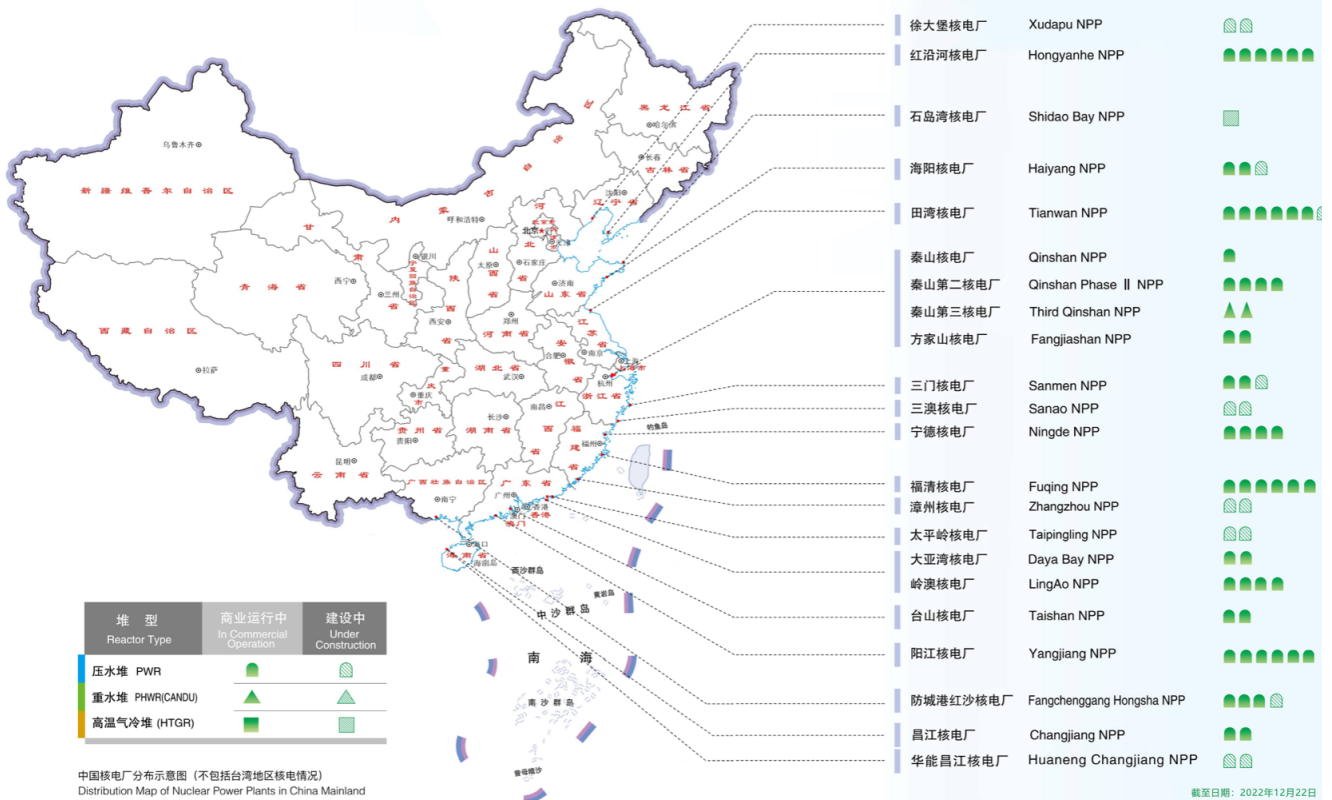 徐大堡核电厂 Xudapu NPP
红沿河核电厂 Hongyanhe NPP
石岛湾核电厂 Shidao Bay NPP
海阳核电厂 Haiyang NPP
田湾核电厂 Tianwan NPP
秦山核电厂 Qinshan NPP
秦山第二核电厂 Qinshan Phase Ⅱ NPP
秦山第三核电厂 Third Qinshan NPP
方家山核电厂 Fangjiashan NPP
三门核电厂 Sanmen NPP
三澳核电厂 Sanao NPP
宁德核电厂 Ningde NPP
福清核电厂 Fuqing NPP
漳州核电厂 Zhangzhou NPP
太平岭核电厂 Taipingling NPP
大亚湾核电厂 Daya Bay NPP
岭澳核电厂 LingAo NPP
台山核电厂 Taishan NPP
阳江核电厂 Yangjiang NPP
防城港红沙核电厂 Fangchenggang Hongsha NPP
昌江核电厂 Changjiang NPP
华能昌江核电厂 Huaneng Changjiang NPP
截至日期：2022年12月22日
黑龙江省
哈尔滨
长春
吉林省
沈阳
辽宁省
内蒙古自治区
呼和浩特
乌鲁木齐
新疆维吾尔自治区
甘肃省
兰州
银川
宁夏回族自治区
青海省
西宁
西藏自治区
拉萨
北京市
北京
天津
河北省
石家庄
山西省
太原
济南
山东省
陕西省
西安
郑州
河南省
江苏省
南京
安徽省
合肥
上海
上海市
杭州
浙江省
四川省
成都
重庆市
重庆
湖北省
武汉
长沙
湖南省
南昌
江西省
福建省
福州
贵州省
贵阳
云南省
昆明
广西壮族自治区
南宁
广东省
广州
香港
香港
澳门
澳门
海口
海南省
海南岛
钓鱼岛
西沙群岛
中沙群岛
黄岩岛
南海
南沙群岛
曾母暗沙
堆型 商业运行中 建设中
Reactor Type In Commercial Operation Under Construction
压水堆 PWR
重水堆 PHWR(CANDU)
高温气冷堆 (HTGR)
中国核电厂分布示意图（不包括台湾地区核电情况）
Distribution Map of Nuclear Power Plants in China Mainland